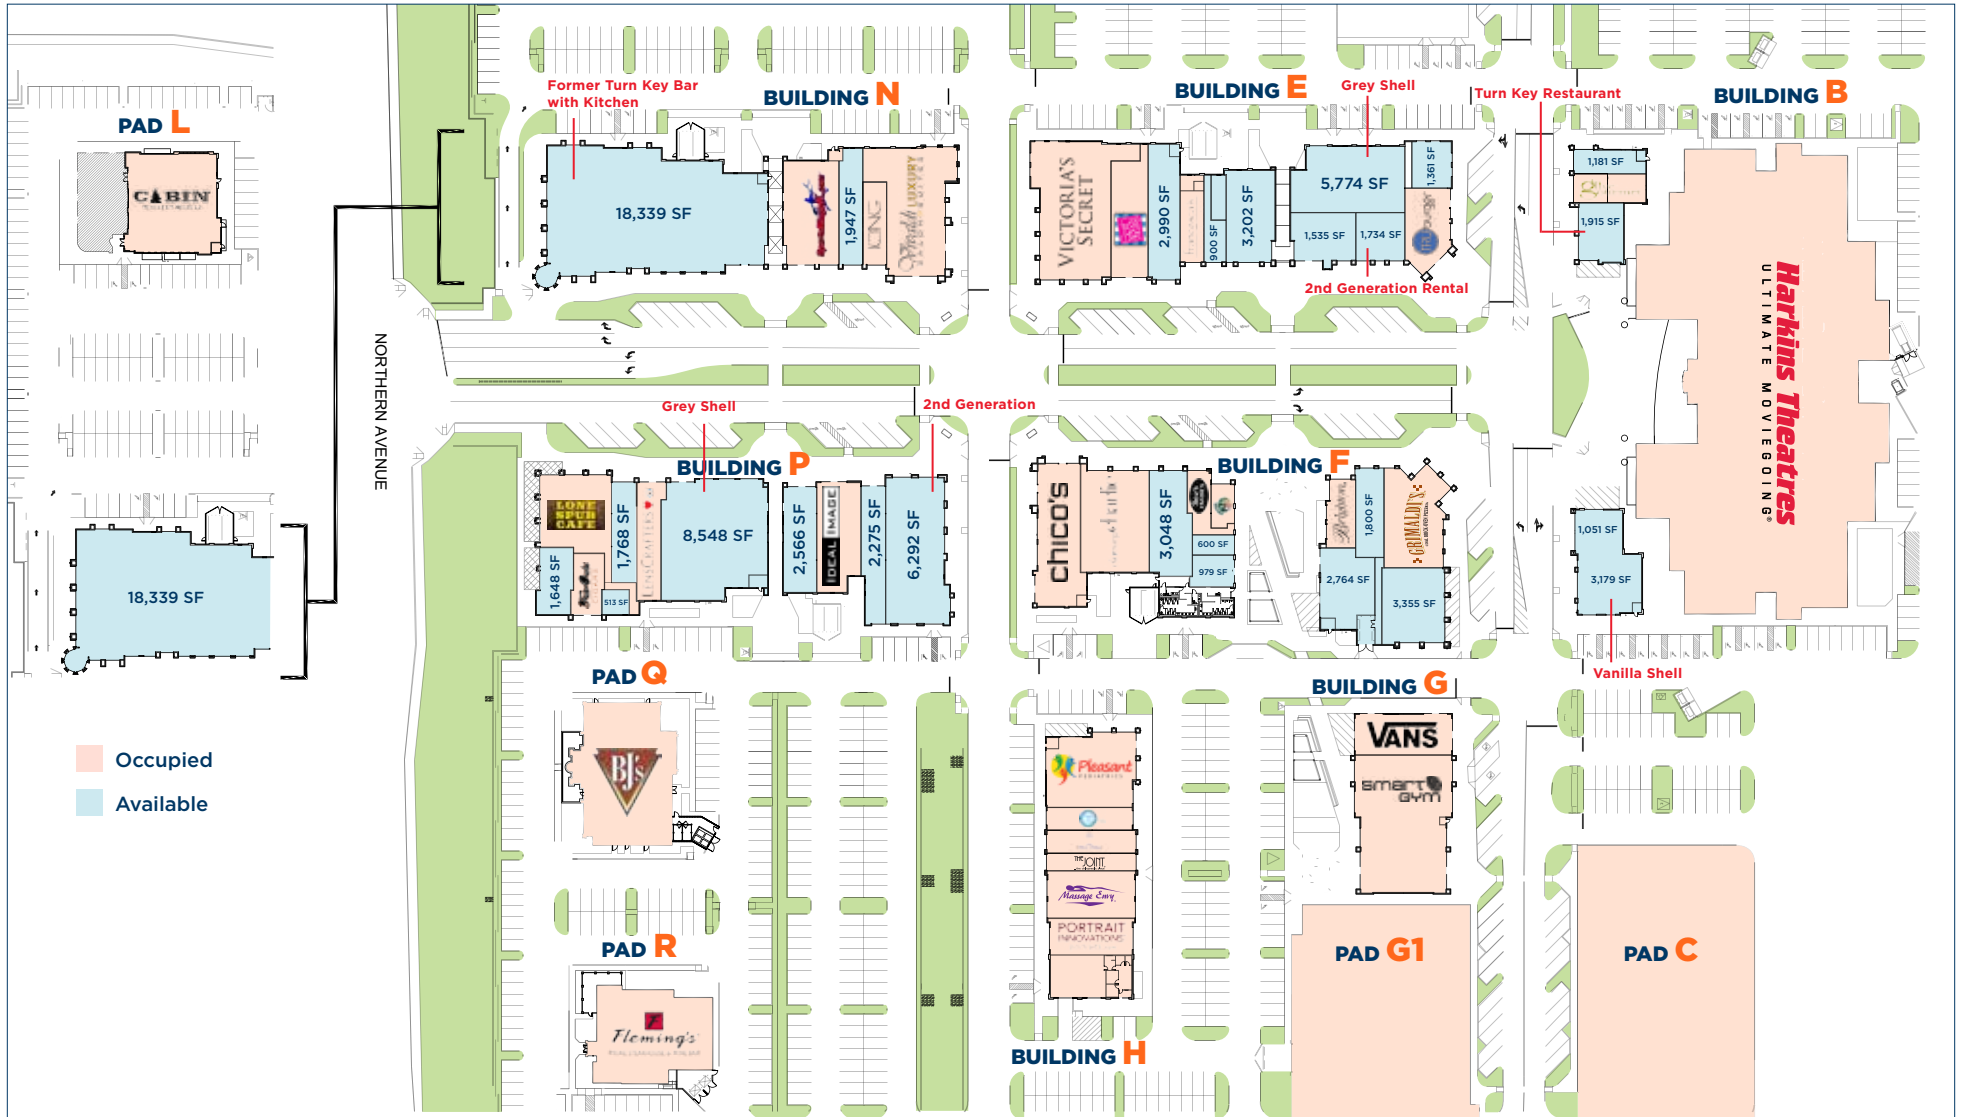 Former Turn Key Bar
with Kitchen
BUILDING N
BUILDING E
Grey Shell
Turn Key Restaurant
BUILDING B
PAD L
CABIN
18,339 SF
1,947 SF
KING
LUXURY
VICTORIA'S
SECRET
2,990 SF
900 SF
3,202 SF
5,774 SF
1,361 SF
1,535 SF
1,734 SF
burger
2nd Generation Rental
1,181 SF
1,915 SF
Harkins Theatres
ULTIMATE MOVIEGOING®
NORTHERN AVENUE
Grey Shell
2nd Generation
BUILDING P
BUILDING F
LONE
SPUR
CAFE
1,648 SF
1,768 SF
513 SF
LENSCRAFTERS
8,548 SF
2,566 SF
IDEAL IMAGE
2,275 SF
6,292 SF
chico's
3,048 SF
600 SF
979 SF
1,800 SF
GRIMALDI'S
2,764 SF
3,355 SF
1,051 SF
3,179 SF
Vanilla Shell
18,339 SF
PAD Q
BJ's
BUILDING G
VANS
smart
GYM
Occupied
Available
Pleasant
PEDIATRICS
THE JOINT
Massage Envy
PORTRAIT
INNOVATIONS
PAD R
Fleming's
PAD G1
PAD C
BUILDING H